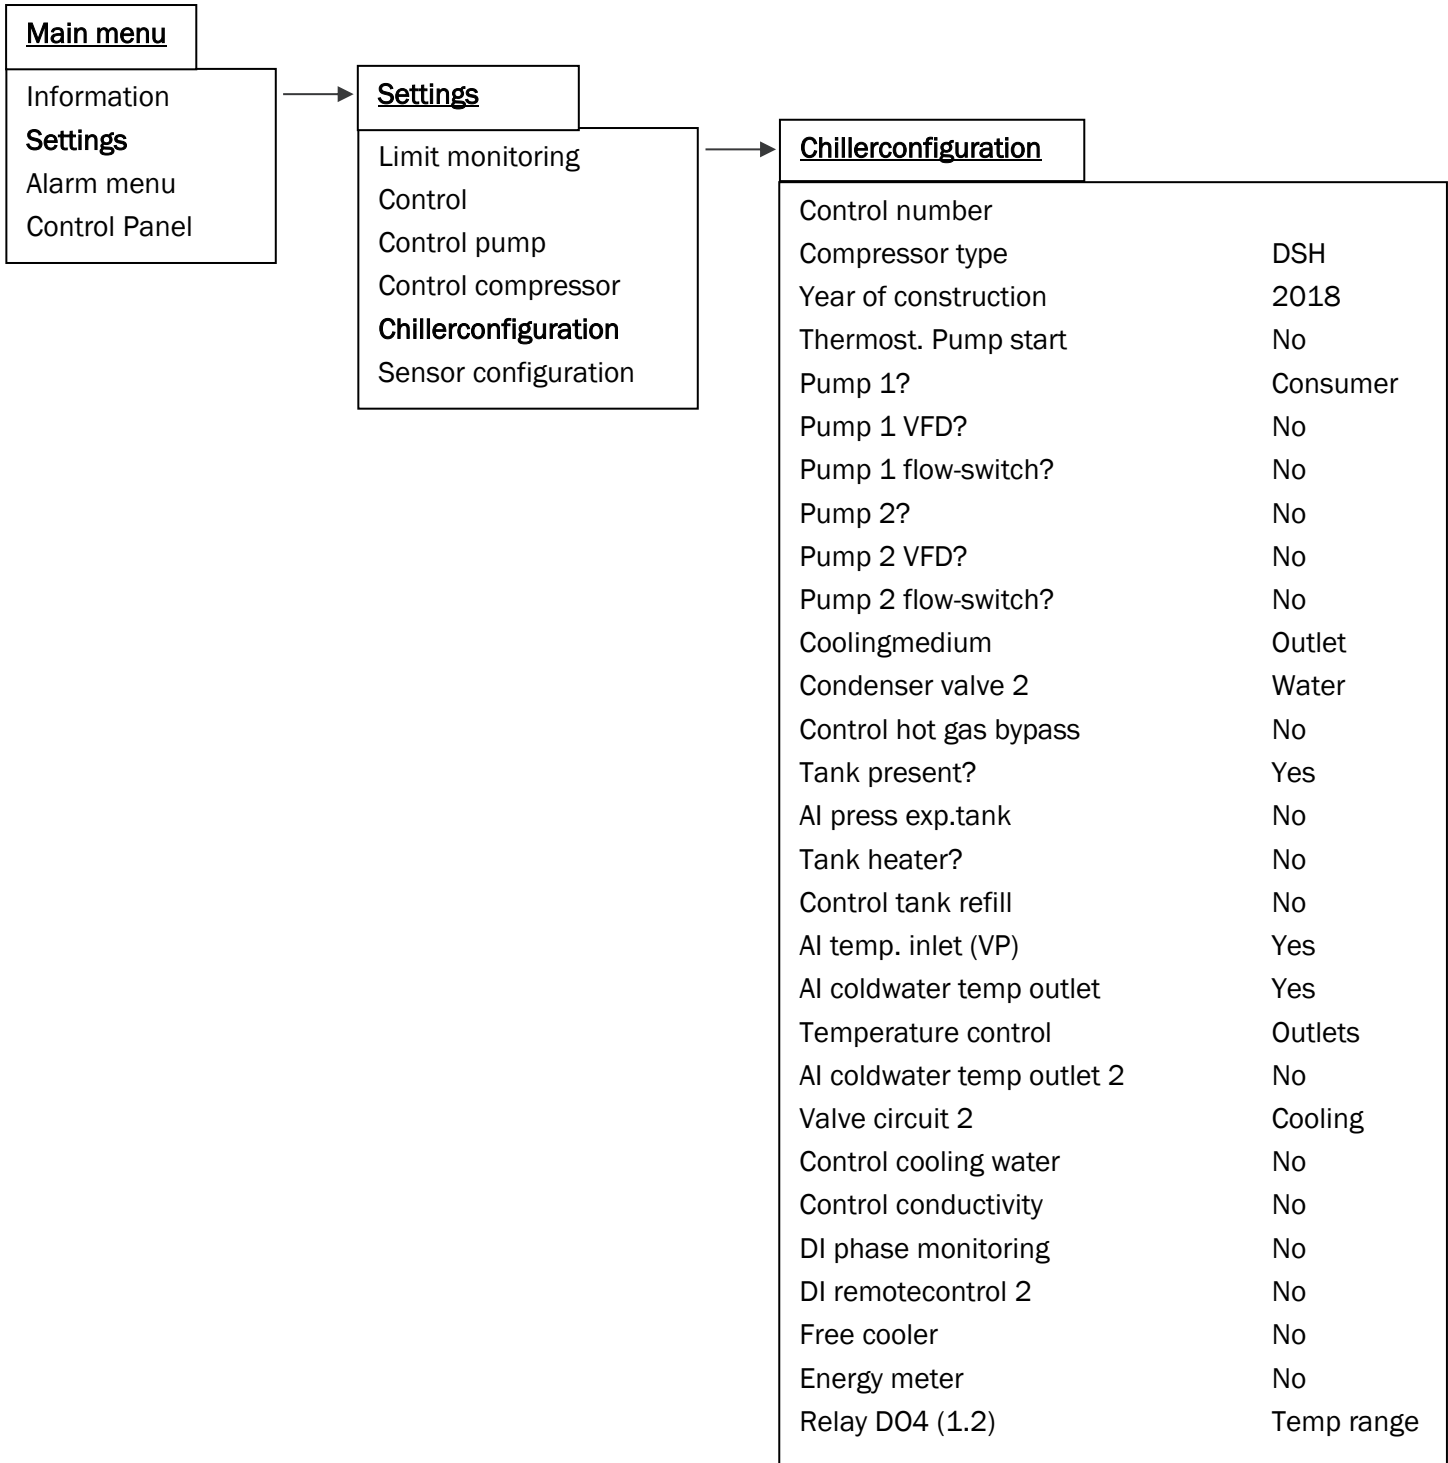 Main menu
Information
Settings
Alarm menu
Control Panel
Settings
Limit monitoring
Control
Control pump
Control compressor
Chillerconfiguration
Sensor configuration
Chillerconfiguration
Control number
Compressor type DSH
Year of construction 2018
Thermost. Pump start No
Pump 1? Consumer
Pump 1 VFD? No
Pump 1 flow-switch? No
Pump 2? No
Pump 2 VFD? No
Pump 2 flow-switch? No
Coolingmedium Outlet
Condenser valve 2 Water
Control hot gas bypass No
Tank present? Yes
AI press exp.tank No
Tank heater? No
Control tank refill No
AI temp. inlet (VP) Yes
AI coldwater temp outlet Yes
Temperature control Outlets
AI coldwater temp outlet 2 No
Valve circuit 2 Cooling
Control cooling water No
Control conductivity No
DI phase monitoring No
DI remotecontrol 2 No
Free cooler No
Energy meter No
Relay DO4 (1.2) Temp range